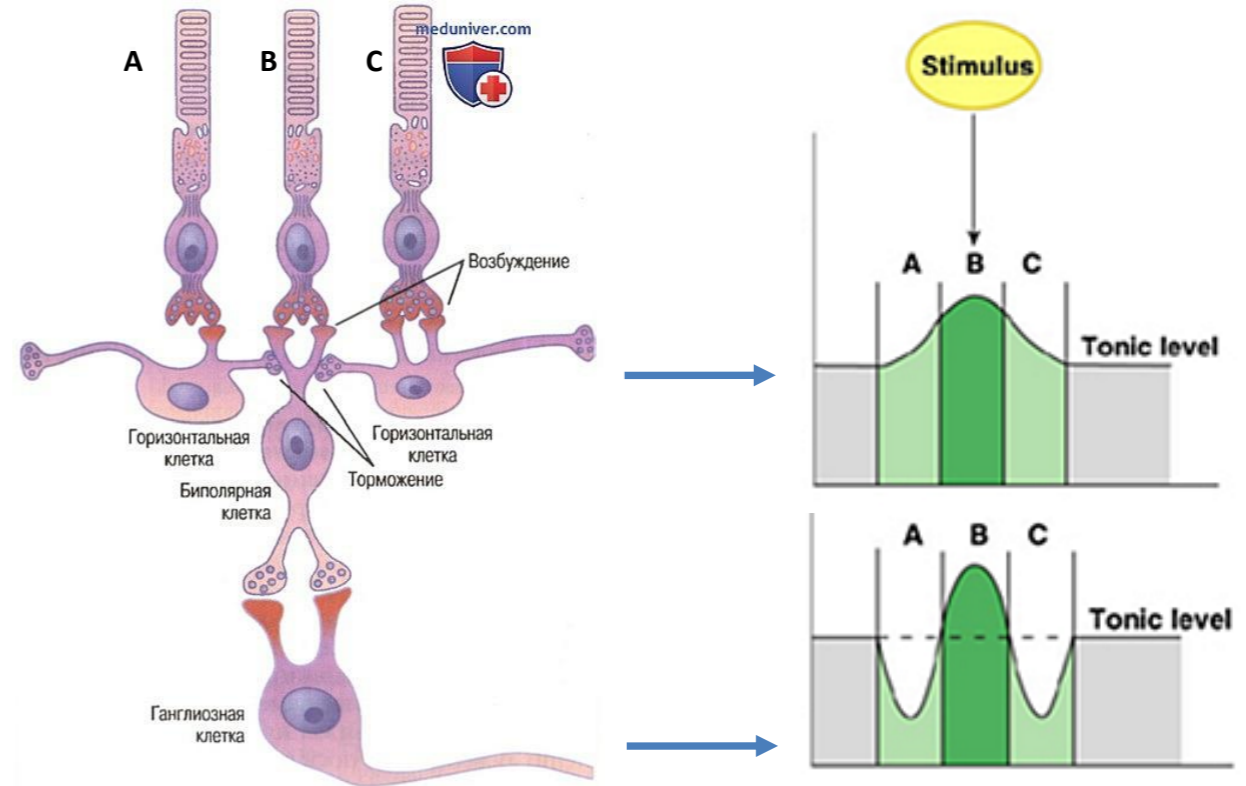 meduniver.com
A
B
C
Возбуждение
Горизонтальная
клетка
Горизонтальная
клетка
Торможение
Биполярная
клетка
Ганглиозная
клетка
Stimulus
A B C
Tonic level
A B C
Tonic level